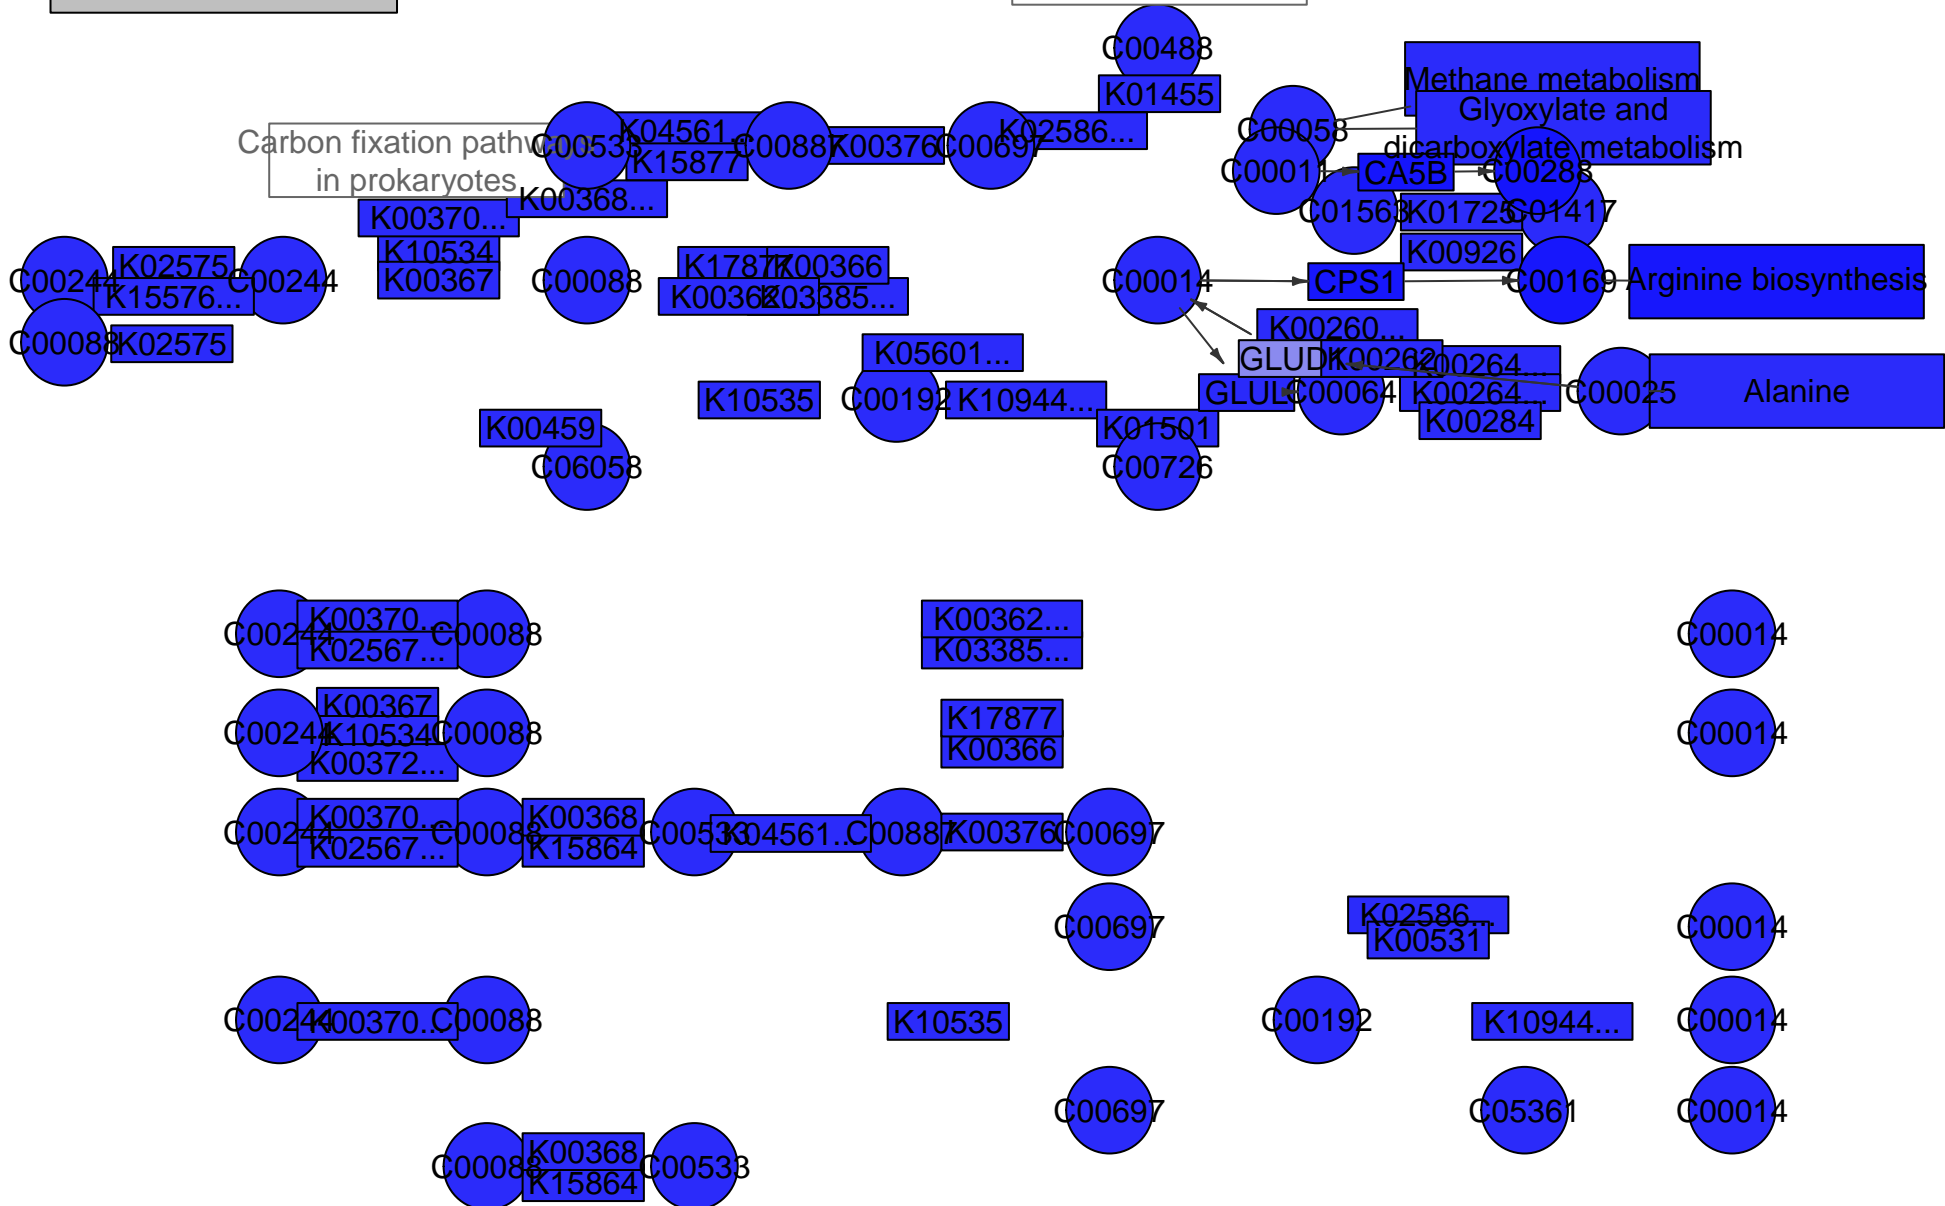 C00488
Methane metabolism
K01455
Glyoxylate and
dicarboxylate metabolism
C00058
Carbon fixation pathways
in prokaryotes
C00533
K04561...
K15877
C00887
K00376
C00697
K02586...
C00011
CA5B
C00288
K00368...
K00370...
C01563
K01725
C01417
K10534
K00367
K00926
C00244
K02575
K15576...
C00244
C00088
K17877
K00366
K00362...
K03385...
C00014
CPS1
C00169
Arginine biosynthesis
C00088
K02575
K00260...
K05601...
GLUD1
K00262
K00264...
K10535
C00192
K10944...
GLUL
C00064
K00264...
C00025
Alanine
K00459
K01501
K00284
C06058
C00726
C00244
K00370...
K02567...
C00088
K00362...
K03385...
C00014
C00244
K00367
K10534
K00372...
C00088
K17877
K00366
C00014
C00244
K00370...
K02567...
C00088
K00368
K15864
C00533
K04561...
C00887
K00376
C00697
C00697
K02586...
K00531
C00014
C00244
K00370...
C00088
K10535
C00192
K10944...
C00014
C00697
C05361
C00014
C00088
K00368
K15864
C00533